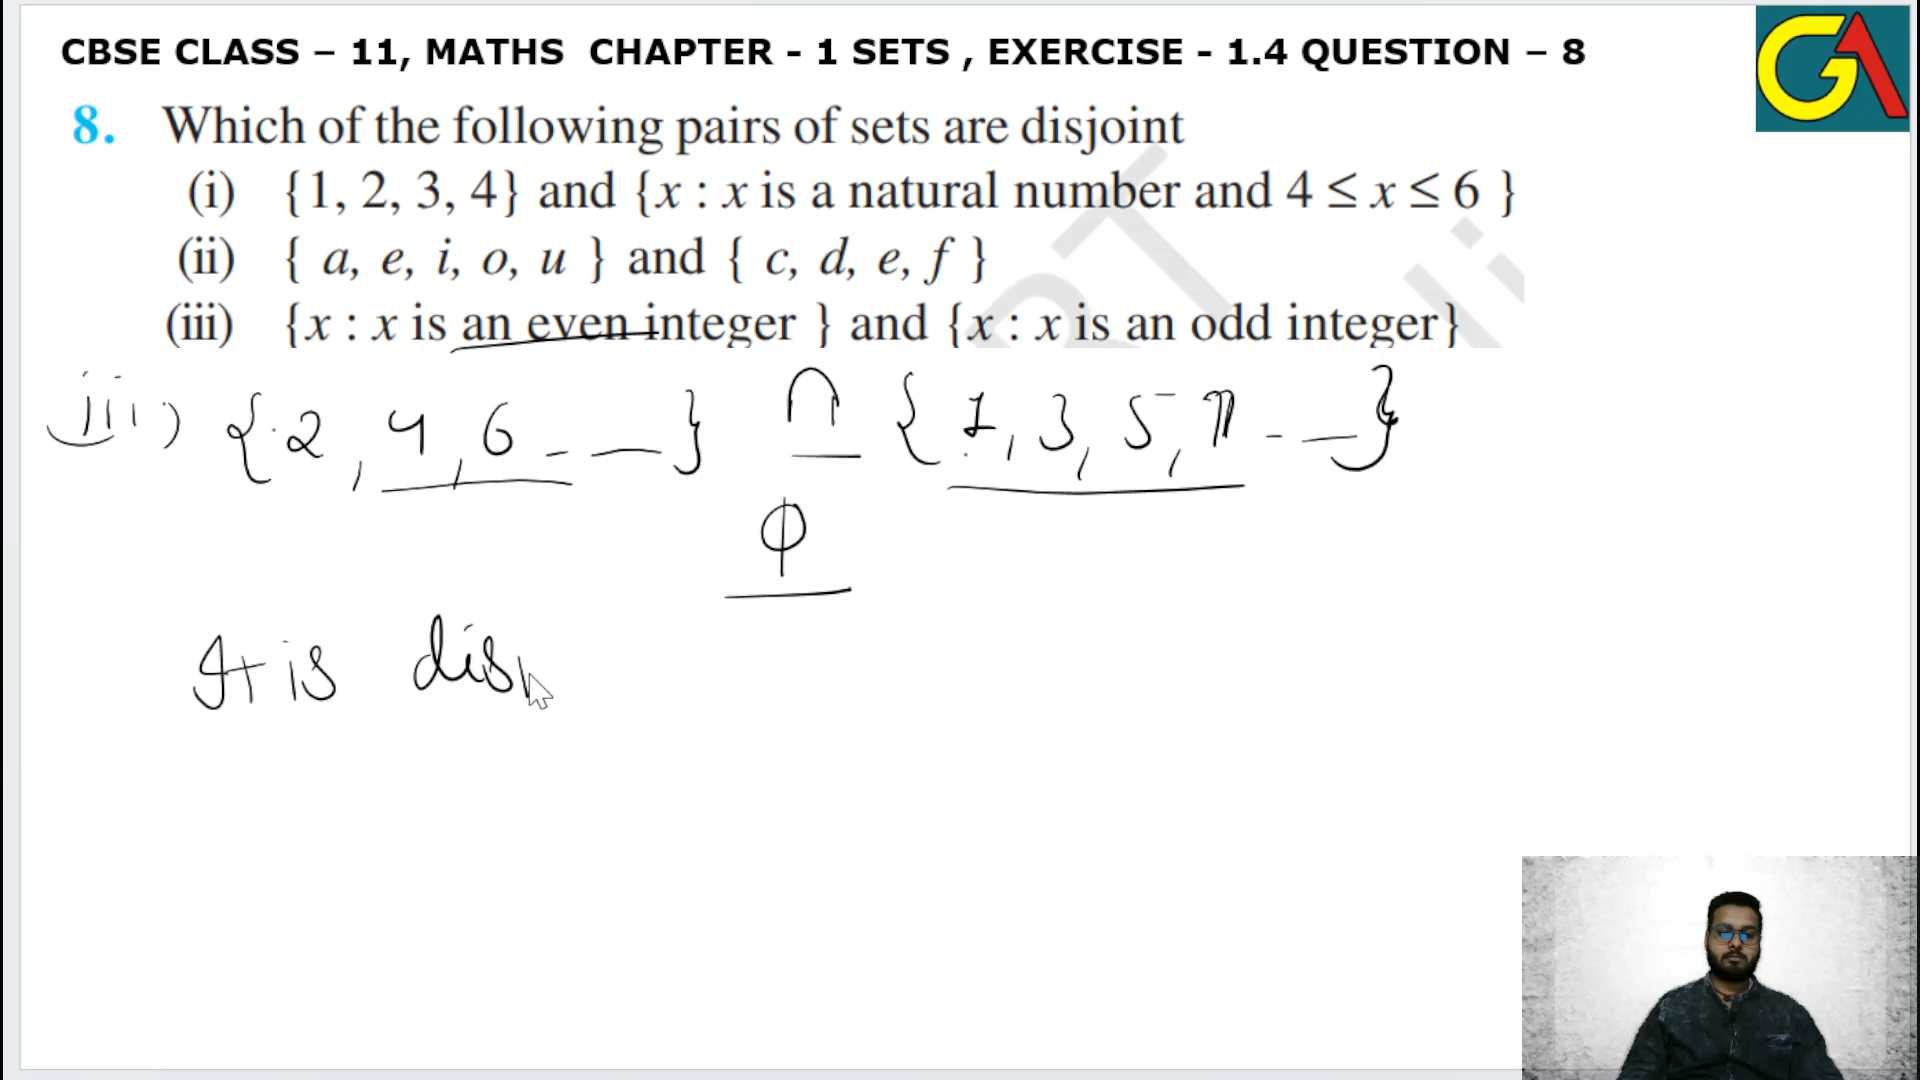 CBSE CLASS – 11, MATHS CHAPTER - 1 SETS , EXERCISE - 1.4 QUESTION – 8
GA
8. Which of the following pairs of sets are disjoint
(i) {1, 2, 3, 4} and {x : x is a natural number and 4 ≤ x ≤ 6 }
(ii) { a, e, i, o, u } and { c, d, e, f }
(iii) {x : x is an even integer } and {x : x is an odd integer}
iii) {2, 4, 6 - — } ∩ {1, 3, 5, 7 - — }
ϕ
It is dis